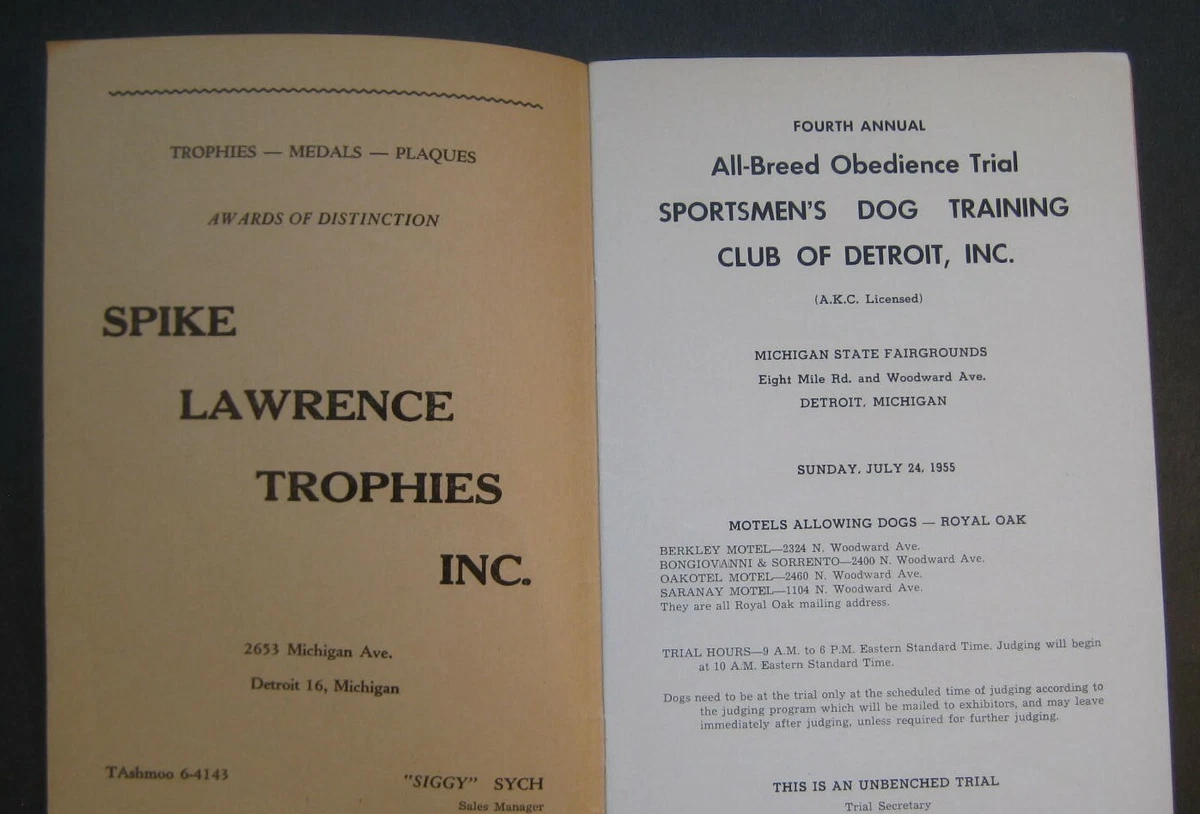 TROPHIES — MEDALS — PLAQUES
AWARDS OF DISTINCTION
SPIKE
LAWRENCE
TROPHIES
INC.
2653 Michigan Ave.
Detroit 16, Michigan
TAshmoo 6-4143
"SIGGY" SYCH
Sales Manager
FOURTH ANNUAL
All-Breed Obedience Trial
SPORTSMEN'S DOG TRAINING
CLUB OF DETROIT, INC.
(A.K.C. Licensed)
MICHIGAN STATE FAIRGROUNDS
Eight Mile Rd. and Woodward Ave.
DETROIT, MICHIGAN
SUNDAY, JULY 24, 1955
MOTELS ALLOWING DOGS — ROYAL OAK
BERKLEY MOTEL—2324 N. Woodward Ave.
BONGIOVANNI & SORRENTO—2400 N. Woodward Ave.
OAKOTEL MOTEL—2460 N. Woodward Ave.
SARANAY MOTEL—1104 N. Woodward Ave.
They are all Royal Oak mailing address.
TRIAL HOURS—9 A.M. to 6 P.M. Eastern Standard Time. Judging will begin
at 10 A.M. Eastern Standard Time.
Dogs need to be at the trial only at the scheduled time of judging according to
the judging program which will be mailed to exhibitors, and may leave
immediately after judging, unless required for further judging.
THIS IS AN UNBENCHED TRIAL
Trial Secretary